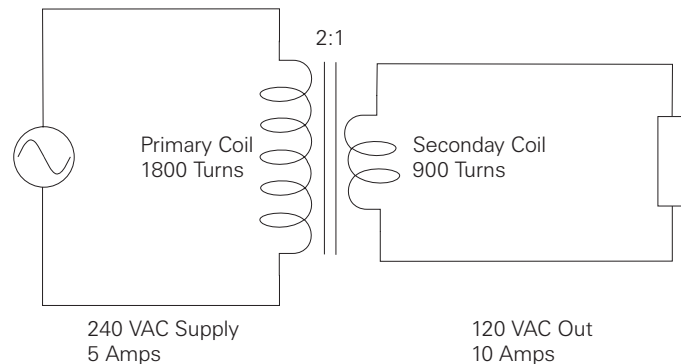 2:1
Primary Coil
1800 Turns
Seconday Coil
900 Turns
240 VAC Supply
5 Amps
120 VAC Out
10 Amps